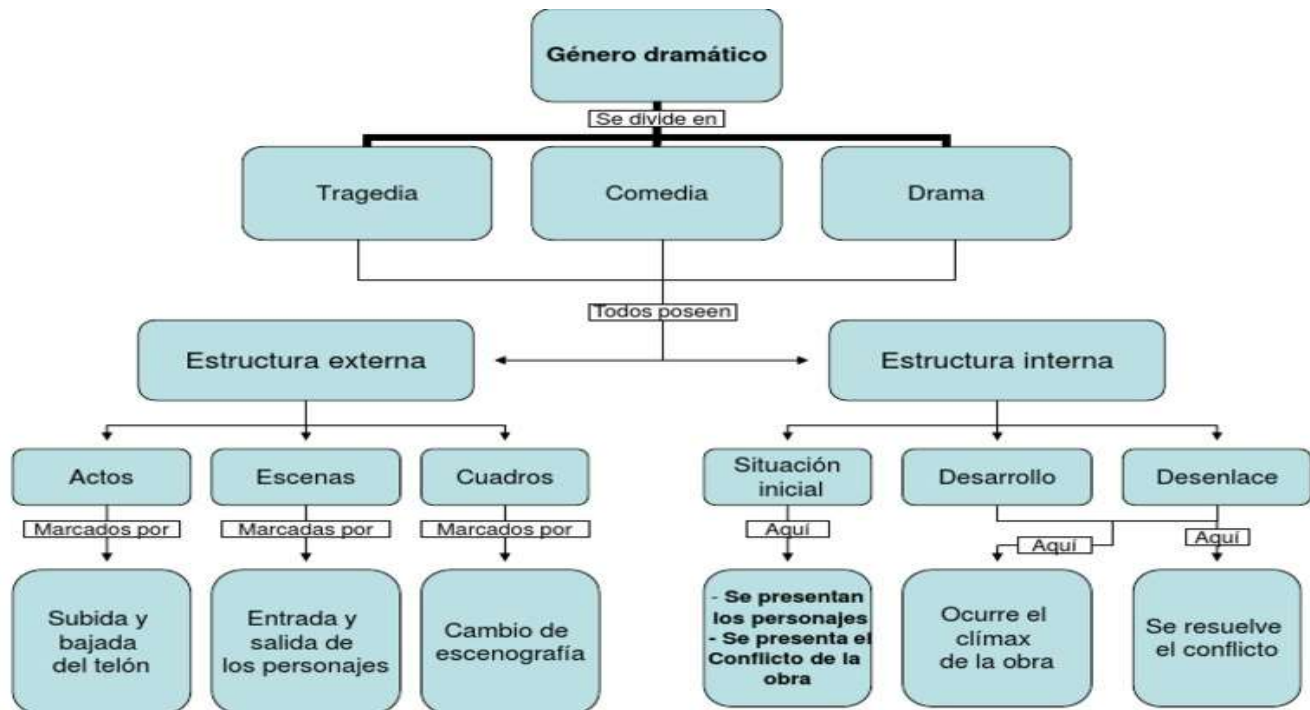 Género dramático
Se divide en
Tragedia
Comedia
Drama
Todos poseen
Estructura externa
Estructura interna
Actos
Escenas
Cuadros
Situación
inicial
Desarrollo
Desenlace
Marcados por
Marcadas por
Marcados por
Aquí
Aquí
Aquí
Subida y
bajada
del telón
Entrada y
salida de
los personajes
Cambio de
escenografía
- Se presentan
los personajes
- Se presenta el
Conflicto de la
obra
Ocurre el
clímax
de la obra
Se resuelve
el conflicto